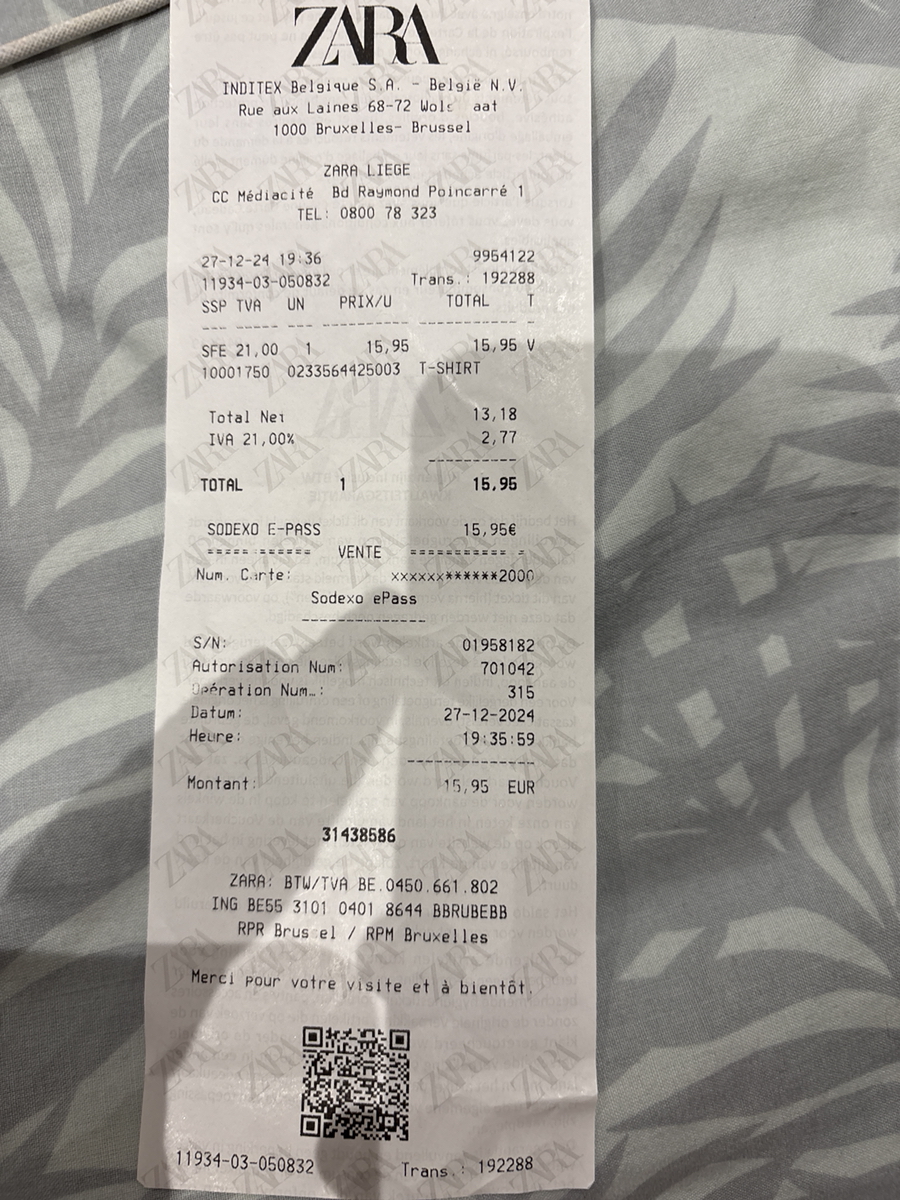 ZARA
INDITEX Belgique S.A. - België N.V.
Rue aux Laines 68-72
1000 Bruxelles- Brussel
ZARA LIEGE
CC Médiacité Bd Raymond Poincarré 1
TEL: 0800 78 323
27-12-24 19:36 9954122
11934-03-050832 Trans.: 192288
SSP TVA UN PRIX/U TOTAL T
SFE 21,00 1 15,95 15,95 V
10001750 0233564425003 T-SHIRT
Total Net 13,18
IVA 21,00% 2,77
TOTAL 1 15,95
SODEXO E-PASS 15,95€
=========== VENTE =========== =
Num. Carte: xxxxxx******2000
Sodexo ePass
S/N: 01958182
Autorisation Num: 701042
Opération Num.: 315
Datum: 27-12-2024
Heure: 19:35:59
Montant: 15,95 EUR
31438586
ZARA: BTW/TVA BE.0450.661.802
ING BE55 3101 0401 8644 BBRUBEBB
RPR Brussel / RPM Bruxelles
Merci pour votre visite et à bientôt.
11934-03-050832 Trans.: 192288